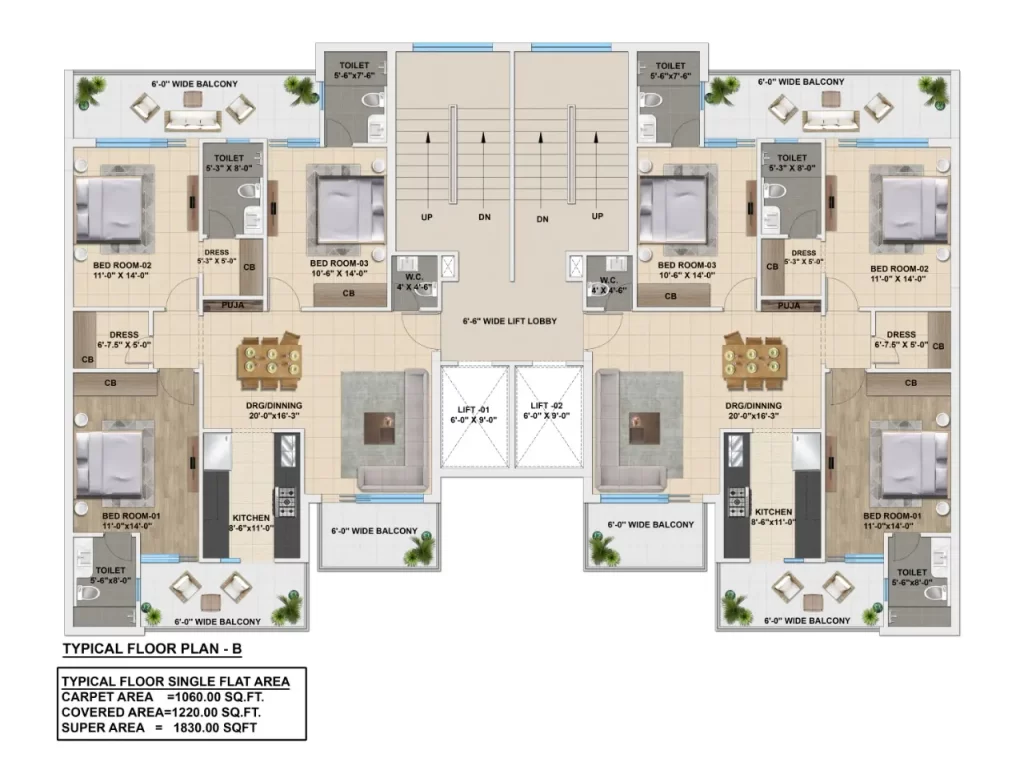 TOILET
5'-6"x7'-6"
TOILET
5'-6"x7'-6"
6'-0" WIDE BALCONY
6'-0" WIDE BALCONY
TOILET
5'-3" X 8'-0"
TOILET
5'-3" X 8'-0"
UP
DN
DN
UP
BED ROOM-02
11'-0" X 14'-0"
DRESS
5'-3" X 5'-0"
CB
BED ROOM-03
10'-6" X 14'-0"
CB
W.C.
4' X 4'-6"
W.C.
4' X 4'-6"
BED ROOM-03
10'-6" X 14'-0"
CB
CB
DRESS
5'-3" X 5'-0"
BED ROOM-02
11'-0" X 14'-0"
PUJA
PUJA
6'-6" WIDE LIFT LOBBY
DRESS
6'-7.5" X 5'-0"
CB
DRESS
6'-7.5" X 5'-0"
CB
CB
CB
DRG/DINNING
20'-0"x16'-3"
LIFT -01
6'-0" X 9'-0"
LIFT -02
6'-0" X 9'-0"
DRG/DINNING
20'-0"x16'-3"
BED ROOM-01
11'-0"x14'-0"
KITCHEN
8'-6"x11'-0"
6'-0" WIDE BALCONY
6'-0" WIDE BALCONY
KITCHEN
8'-6"x11'-0"
BED ROOM-01
11'-0"x14'-0"
TOILET
5'-6"x8'-0"
TOILET
5'-6"x8'-0"
6'-0" WIDE BALCONY
6'-0" WIDE BALCONY
TYPICAL FLOOR PLAN - B
TYPICAL FLOOR SINGLE FLAT AREA
CARPET AREA =1060.00 SQ.FT.
COVERED AREA=1220.00 SQ.FT.
SUPER AREA = 1830.00 SQFT